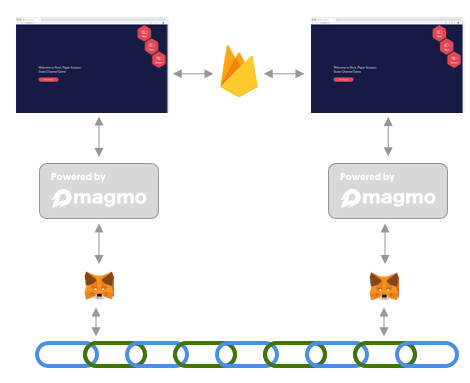 Welcome to Rock, Paper Scissors
State Channel Game
Welcome to Rock, Paper Scissors
State Channel Game
Powered by
magmo
Powered by
magmo